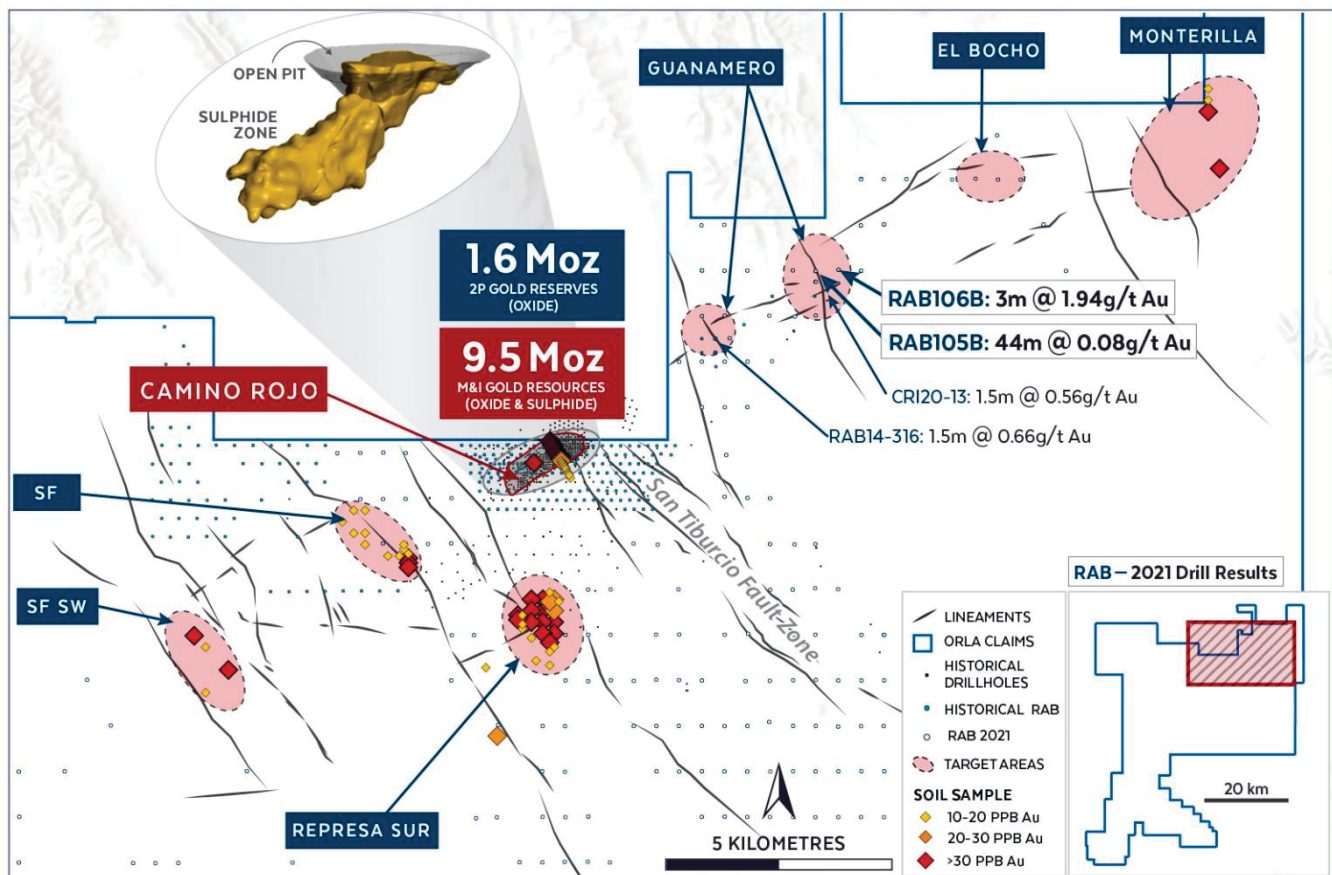 OPEN PIT
SULPHIDE
ZONE
GUANAMERO
EL BOCHO
MONTERILLA
1.6 Moz
2P GOLD RESERVES
(OXIDE)
9.5 Moz
M&I GOLD RESOURCES
(OXIDE & SULPHIDE)
CAMINO ROJO
RAB106B: 3m @ 1.94g/t Au
RAB105B: 44m @ 0.08g/t Au
CRI20-13: 1.5m @ 0.56g/t Au
RAB14-316: 1.5m @ 0.66g/t Au
SF
SF SW
San Tiburcio Fault-Zone
REPRESA SUR
5 KILOMETRES
RAB – 2021 Drill Results
LINEAMENTS
ORLA CLAIMS
HISTORICAL
DRILLHOLES
HISTORICAL RAB
RAB 2021
TARGET AREAS
SOIL SAMPLE
10-20 PPB Au
20-30 PPB Au
>30 PPB Au
20 km